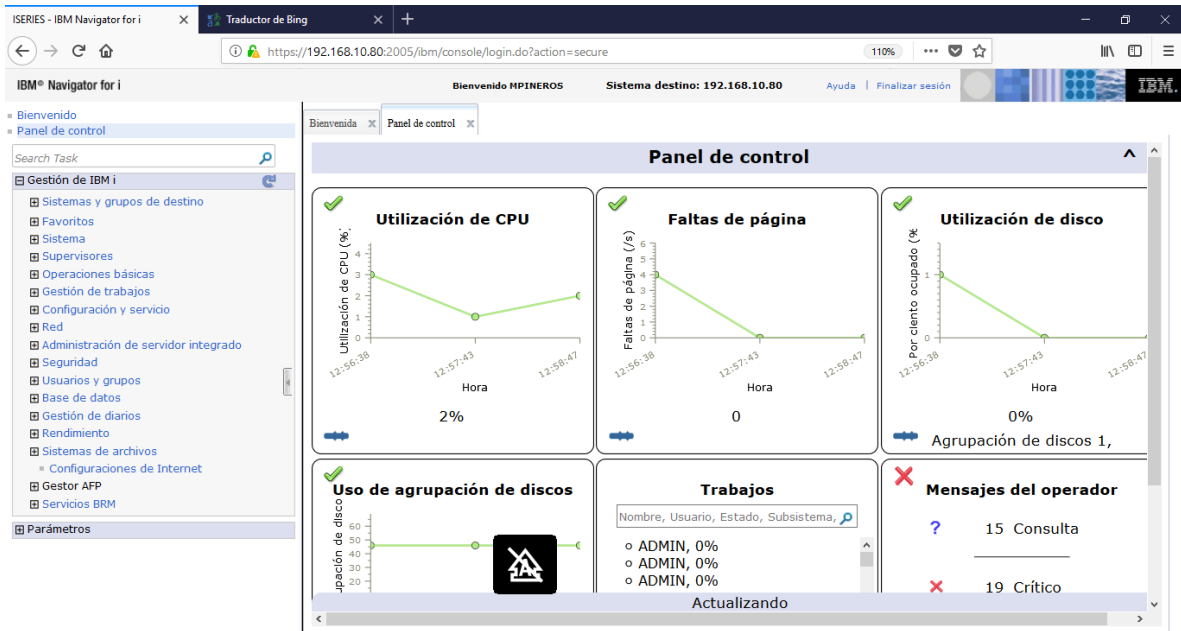 ISERIES - IBM Navigator for i
Traductor de Bing
https://192.168.10.80:2005/ibm/console/login.do?action=secure
110%
IBM® Navigator for i
Bienvenido MPINEROS
Sistema destino: 192.168.10.80
Ayuda
Finalizar sesión
IBM.
Bienvenido
Panel de control
Search Task
Gestión de IBM i
Sistemas y grupos de destino
Favoritos
Sistema
Supervisores
Operaciones básicas
Gestión de trabajos
Configuración y servicio
Red
Administración de servidor integrado
Seguridad
Usuarios y grupos
Base de datos
Gestión de diarios
Rendimiento
Sistemas de archivos
Configuraciones de Internet
Gestor AFP
Servicios BRM
Parámetros
Bienvenida
Panel de control
Panel de control
Utilización de CPU
Utilización de CPU (%)
4
3
2
1
0
12:56:38
12:57:43
12:58:47
Hora
2%
Faltas de página
Faltas de página (/s)
6
5
4
3
2
1
0
12:56:38
12:57:43
12:58:47
Hora
0
Utilización de disco
Por ciento ocupado (%
1
0
12:56:38
12:57:43
12:58:47
Hora
0%
Agrupación de discos 1,
Uso de agrupación de discos
upación de disco
60
50
40
30
20
A
Trabajos
Nombre, Usuario, Estado, Subsistema,
ADMIN, 0%
ADMIN, 0%
ADMIN, 0%
Mensajes del operador
? 15 Consulta
19 Crítico
Actualizando